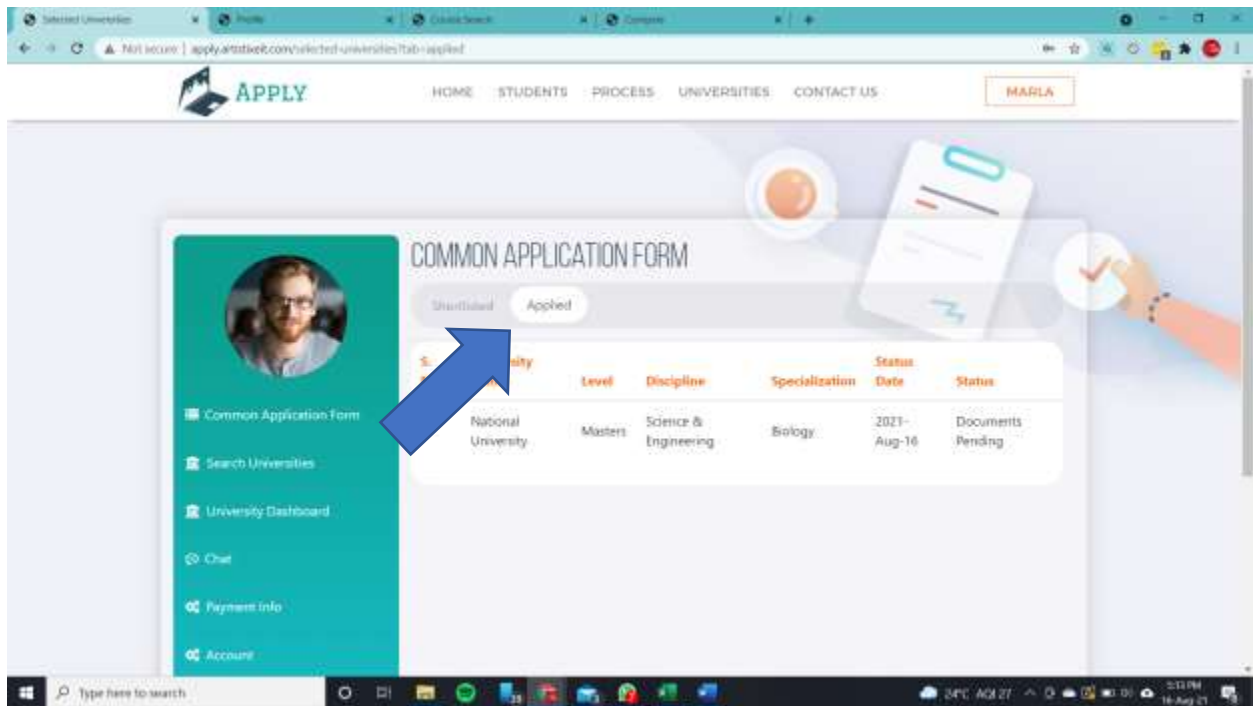 Selected Universities
Profile
Course Search
Compare
Not secure | apply.artistixeit.com/selected-universities?tab=applied
APPLY
HOME STUDENTS PROCESS UNIVERSITIES CONTACT US
MARLA
COMMON APPLICATION FORM
Shortlisted Applied
S.
Level Discipline Specialization Status Date Status
National University Masters Science & Engineering Biology 2021-Aug-16 Documents Pending
Common Application Form
Search Universities
University Dashboard
Chat
Payment Info
Account
Type here to search
24°C AQI 27
5:13 PM
16-Aug-21